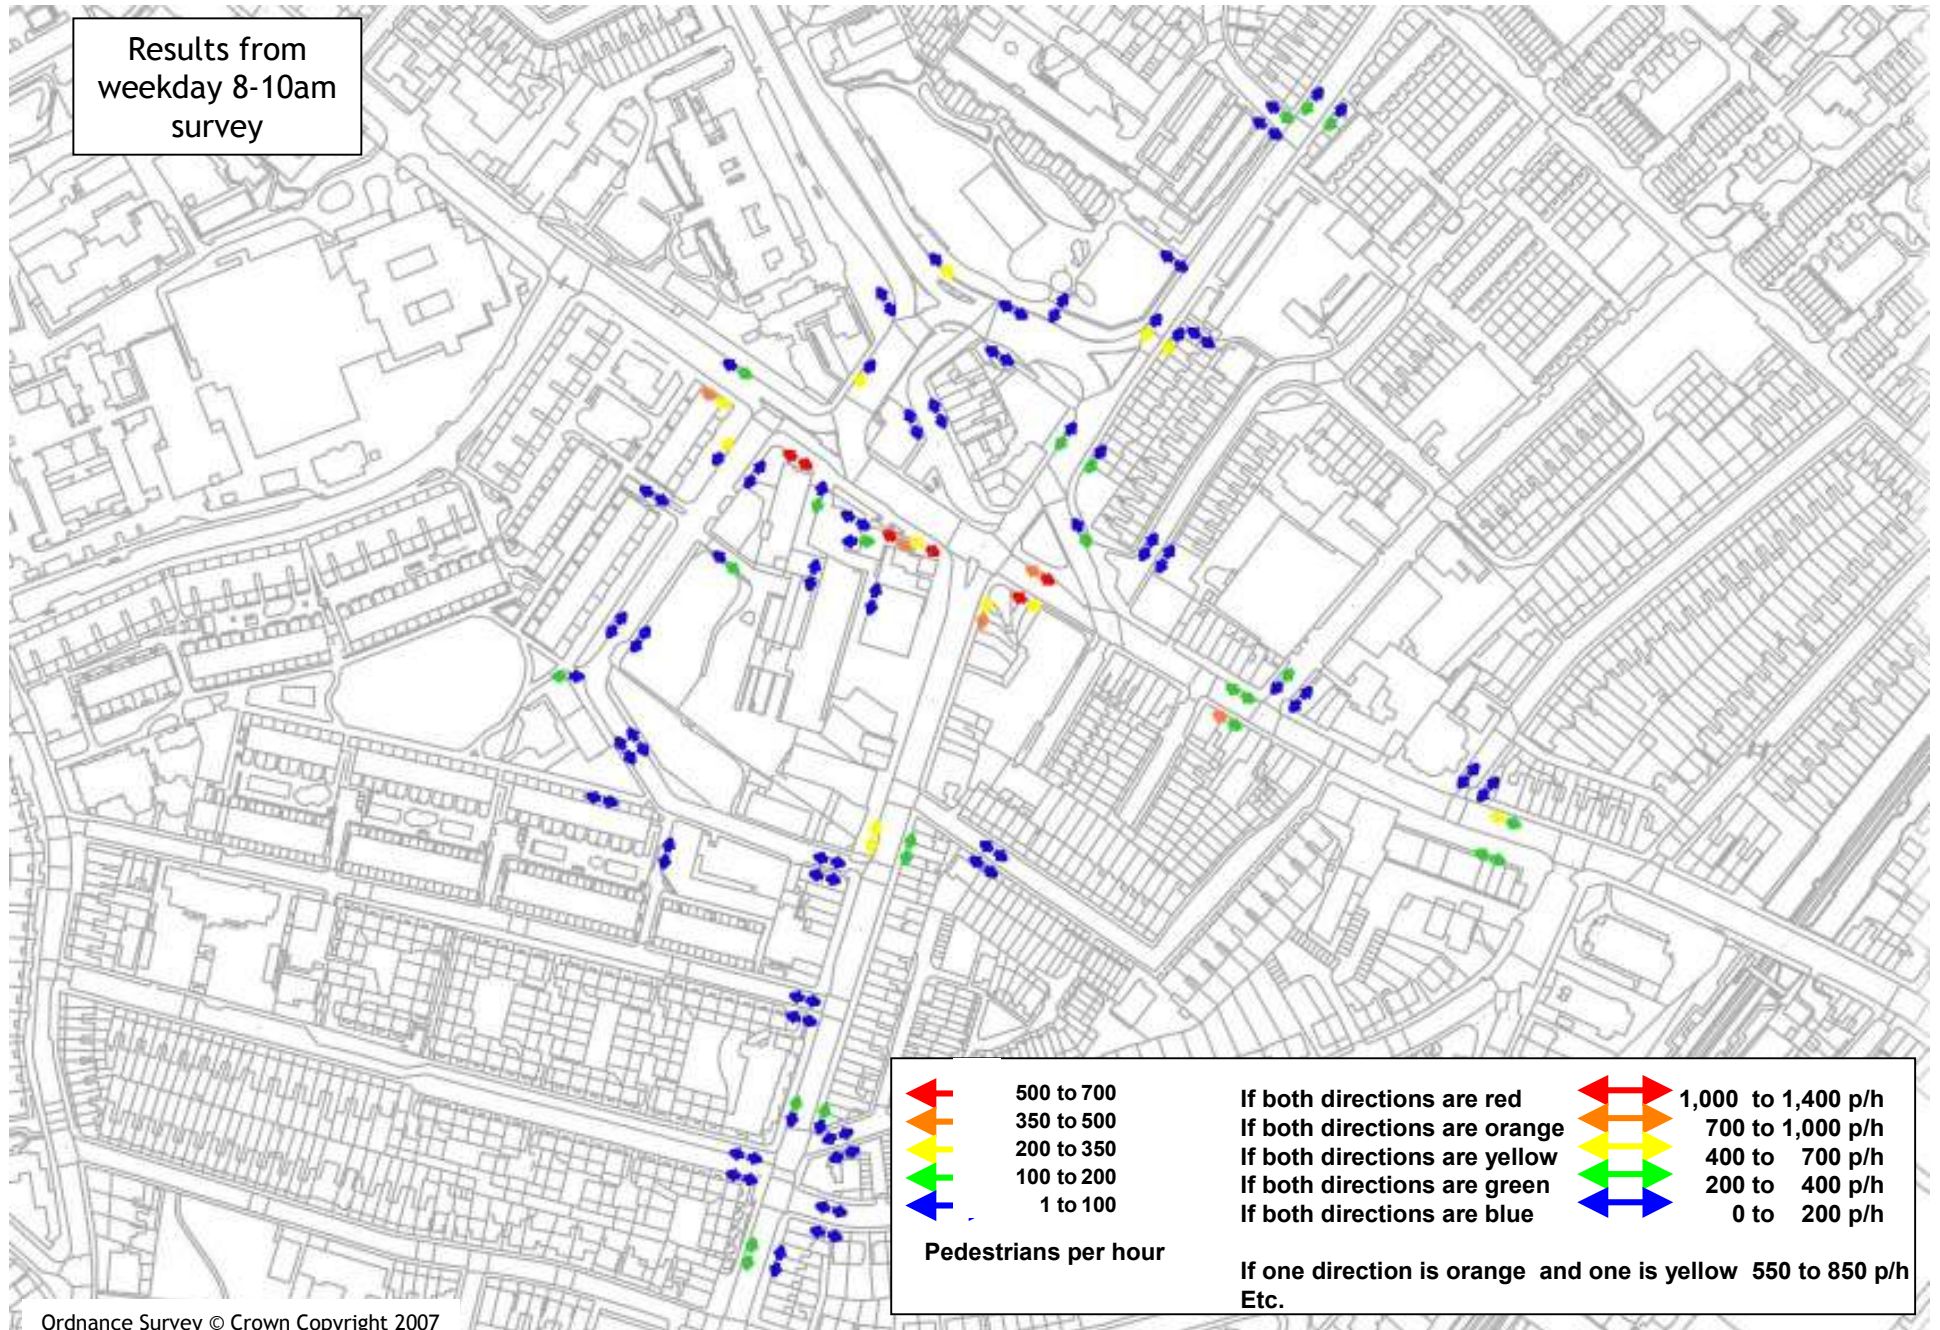 Results from
weekday 8-10am
survey
500 to 700
350 to 500
200 to 350
100 to 200
1 to 100
Pedestrians per hour
If both directions are red 1,000 to 1,400 p/h
If both directions are orange 700 to 1,000 p/h
If both directions are yellow 400 to 700 p/h
If both directions are green 200 to 400 p/h
If both directions are blue 0 to 200 p/h
If one direction is orange and one is yellow 550 to 850 p/h
Etc.
Ordnance Survey © Crown Copyright 2007